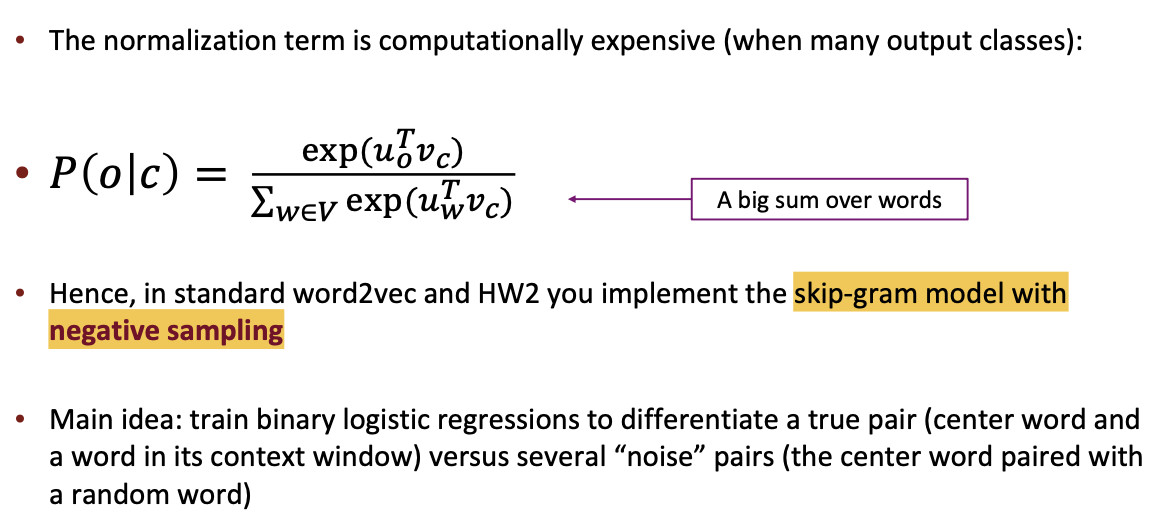 • The normalization term is computationally expensive (when many output classes):
• P(o|c) = exp(u_o^T v_c) / ∑_{w∈V} exp(u_w^T v_c)
A big sum over words
• Hence, in standard word2vec and HW2 you implement the skip-gram model with
negative sampling
• Main idea: train binary logistic regressions to differentiate a true pair (center word and
a word in its context window) versus several “noise” pairs (the center word paired with
a random word)